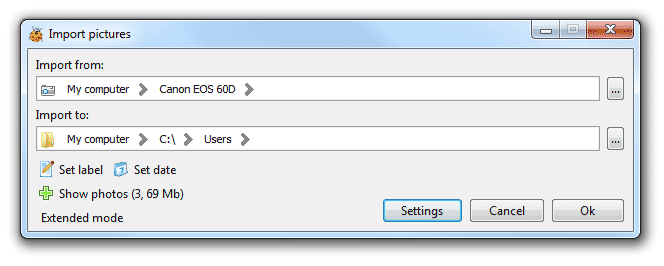 Import pictures
Import from:
My computer Canon EOS 60D
...
Import to:
My computer C:\ Users
...
Set label Set date
Show photos (3, 69 Mb)
Extended mode
Settings Cancel Ok